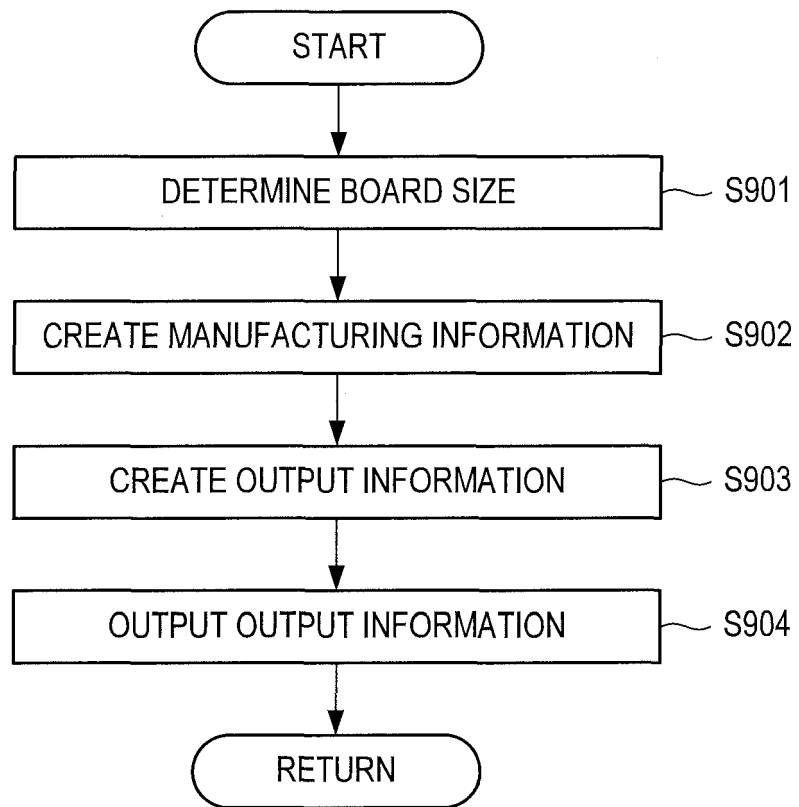 START
DETERMINE BOARD SIZE
S901
CREATE MANUFACTURING INFORMATION
S902
CREATE OUTPUT INFORMATION
S903
OUTPUT OUTPUT INFORMATION
S904
RETURN